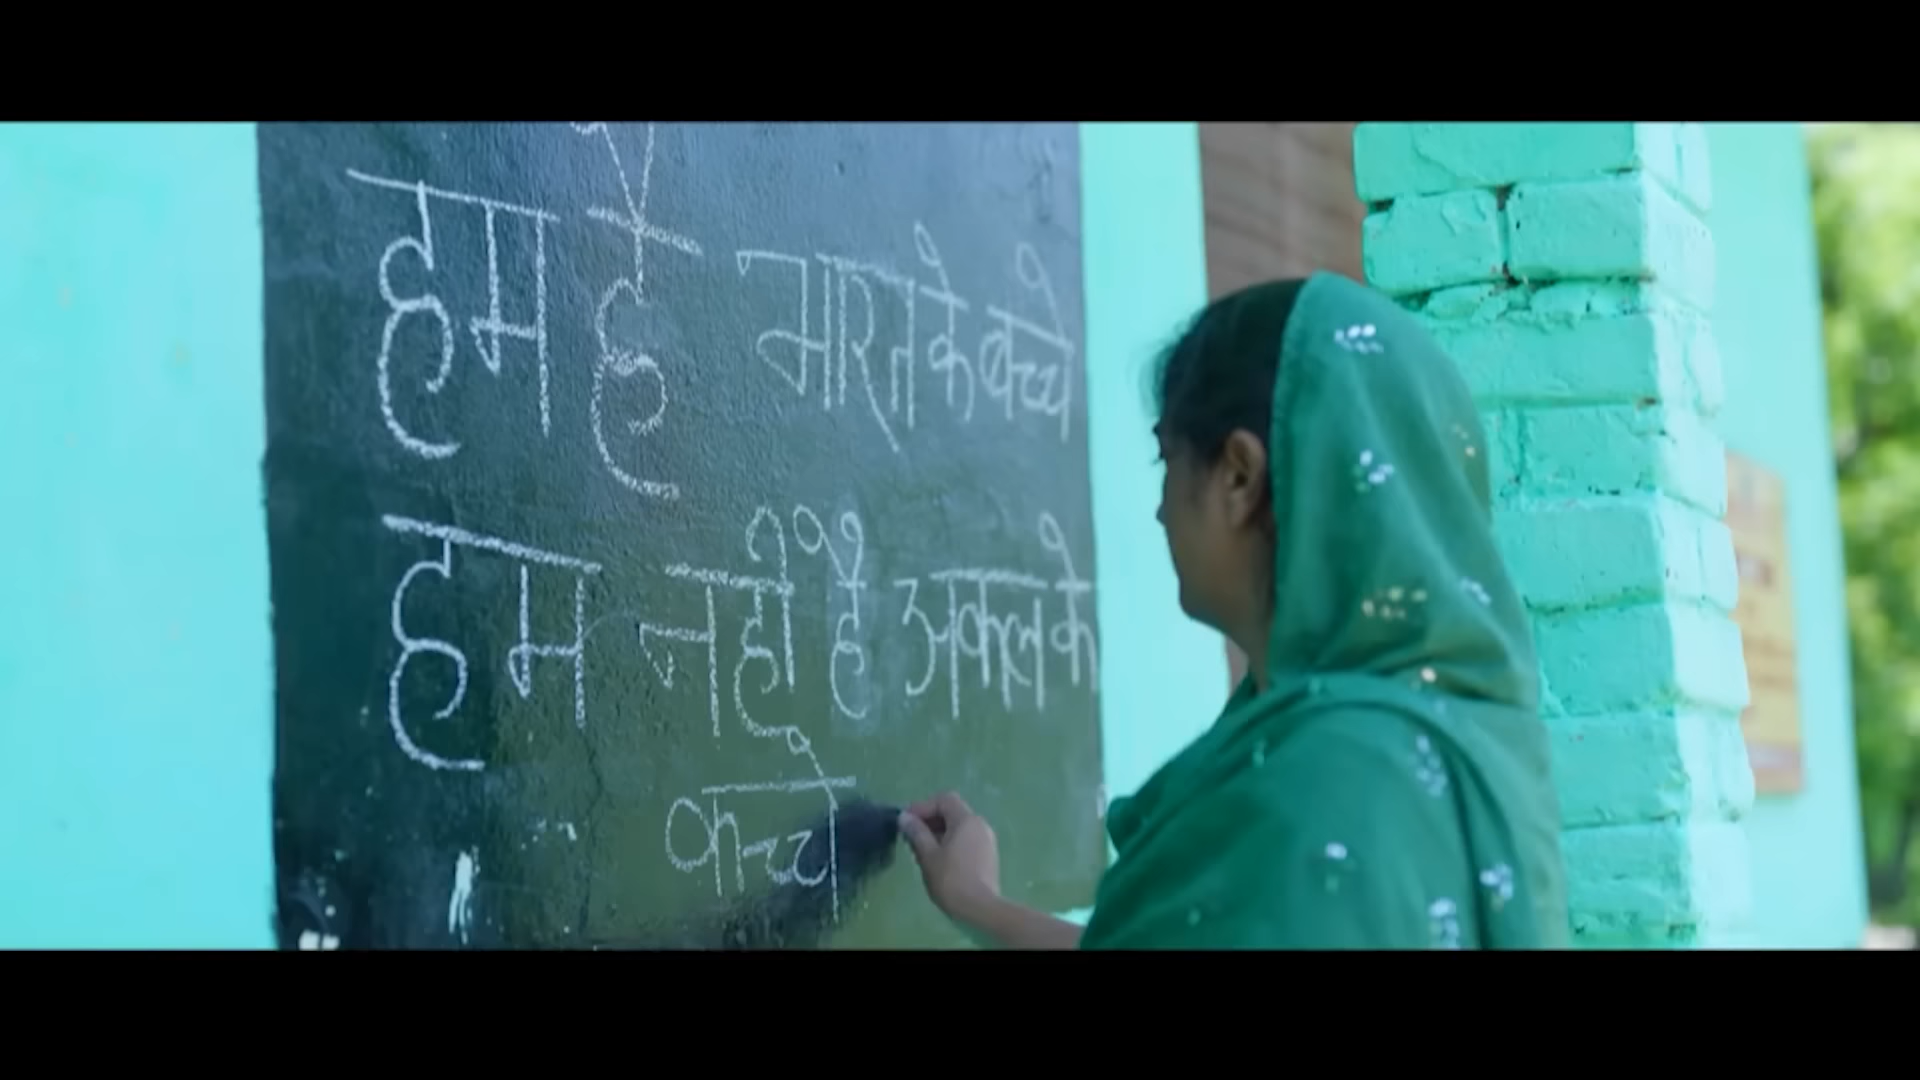 हम है भारत के बच्चे
हम नहीं है अकल के
कच्चे